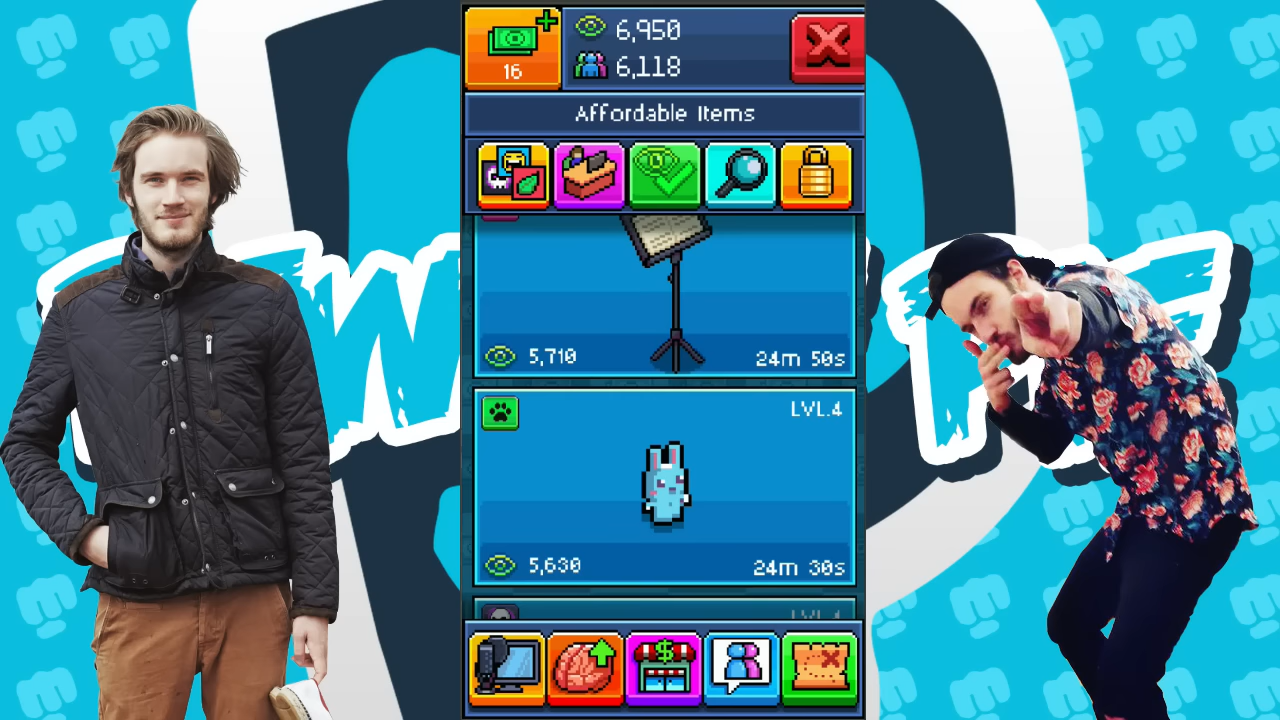 6,950
16
6,118
Affordable Items
5,710
24m 50s
LVL.4
5,630
24m 30s